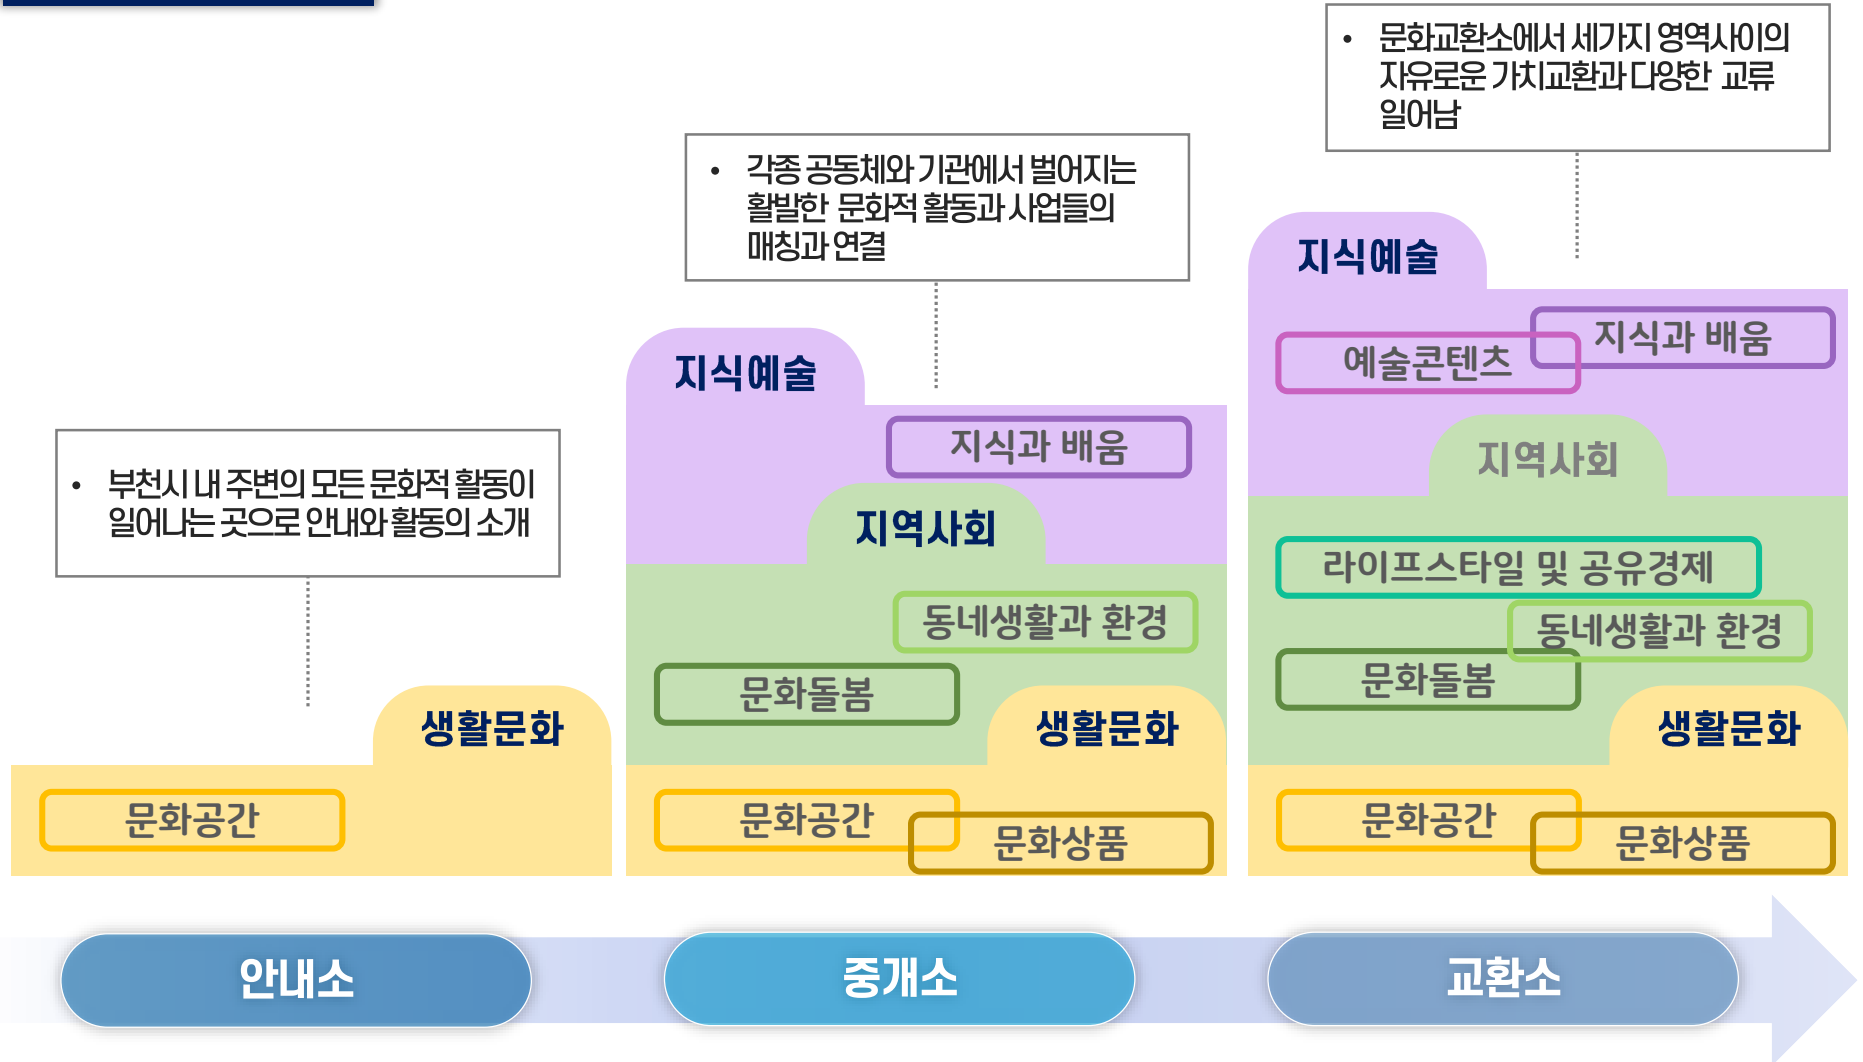 • 문화교환소에서 세가지 영역사이의
자유로운 가치교환과 다양한 교류
일어남
• 각종 공동체와 기관에서 벌어지는
활발한 문화적 활동과 사업들의
매칭과 연결
• 부천시 내 주변의 모든 문화적 활동이
일어나는 곳으로 안내와 활동의 소개
생활문화
문화공간
지식예술
지식과 배움
지역사회
동네생활과 환경
문화돌봄
생활문화
문화공간
문화상품
지식예술
지식과 배움
예술콘텐츠
지역사회
라이프스타일 및 공유경제
동네생활과 환경
문화돌봄
생활문화
문화공간
문화상품
안내소
중개소
교환소